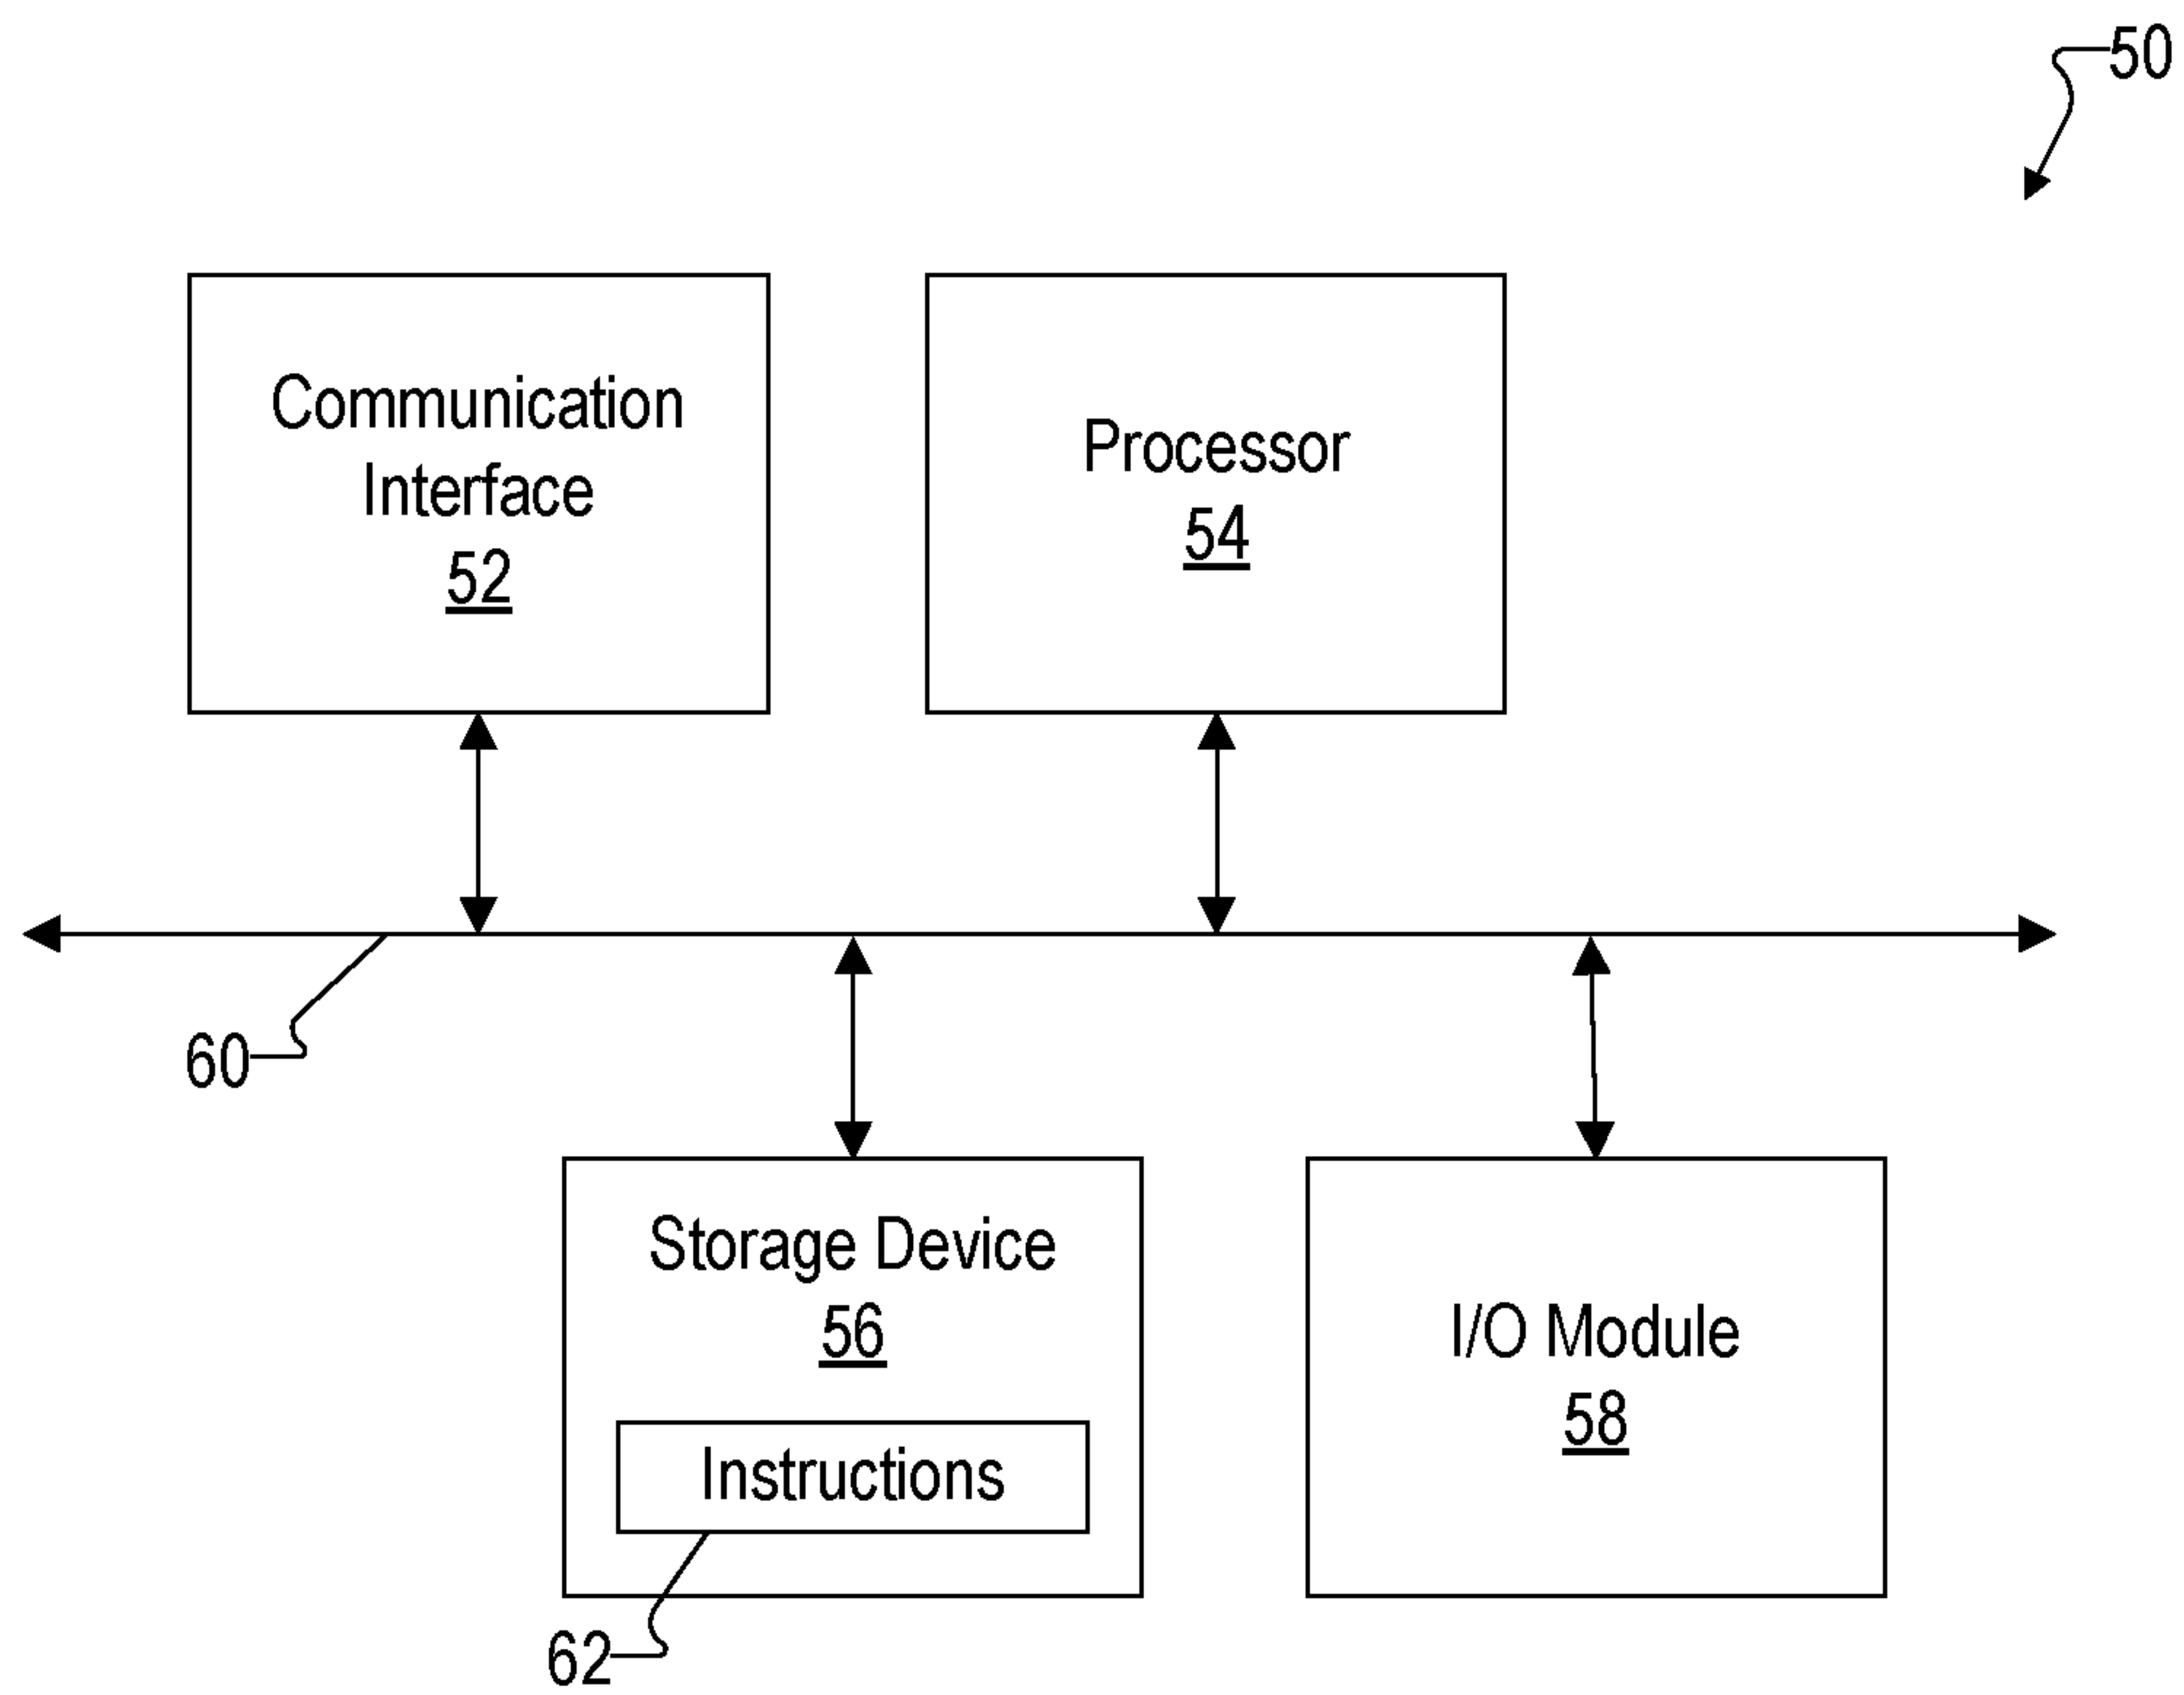 50
Communication
Interface
52
Processor
54
60
Storage Device
56
Instructions
62
I/O Module
58